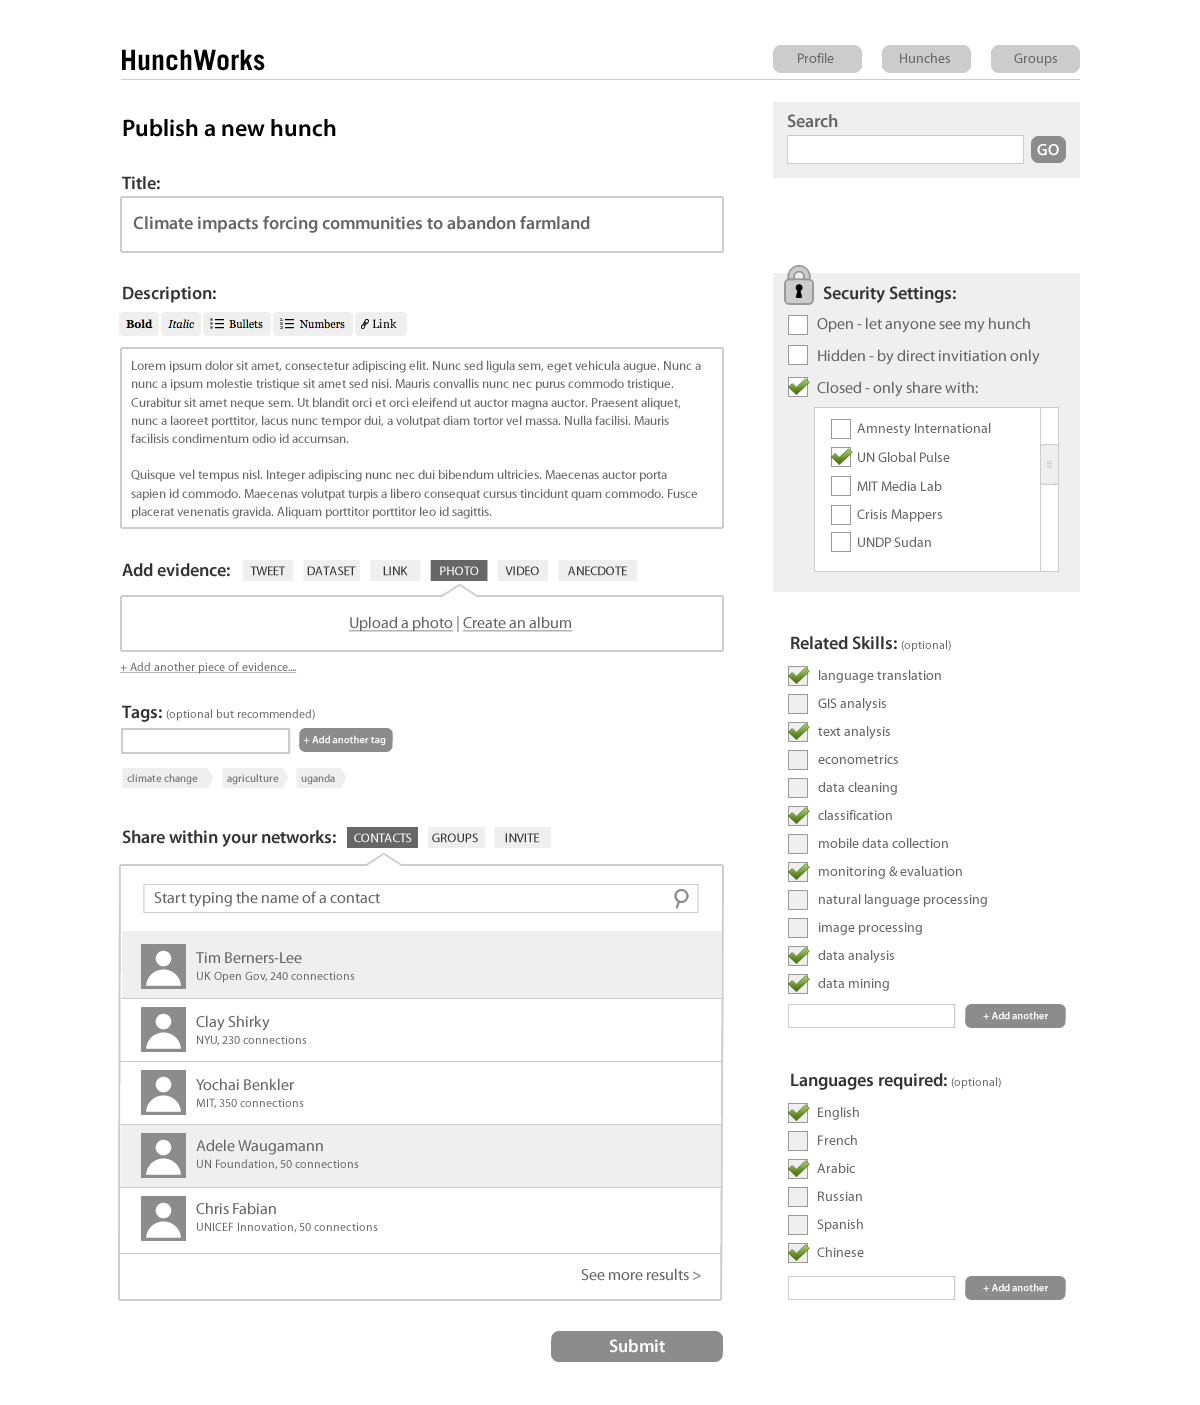 HunchWorks
Profile
Hunches
Groups
Publish a new hunch
Title:
Climate impacts forcing communities to abandon farmland
Description:
Bold
Italic
Bullets
Numbers
Link
Lorem ipsum dolor sit amet, consectetur adipiscing elit. Nunc sed ligula sem, eget vehicula augue. Nunc a
nunc a ipsum molestie tristique sit amet sed nisi. Mauris convallis nunc nec purus commodo tristique.
Curabitur sit amet neque sem. Ut blandit orci et orci eleifend ut auctor magna auctor. Praesent aliquet,
nunc a laoreet porttitor, lacus nunc tempor dui, a volutpat diam tortor vel massa. Nulla facilisi. Mauris
facilisis condimentum odio id accumsan.
Quisque vel tempus nisl. Integer adipiscing nunc nec dui bibendum ultricies. Maecenas auctor porta
sapien id commodo. Maecenas volutpat turpis a libero consequat cursus tincidunt quam commodo. Fusce
placerat venenatis gravida. Aliquam porttitor porttitor leo id sagittis.
Add evidence:
TWEET
DATASET
LINK
PHOTO
VIDEO
ANECDOTE
Upload a photo | Create an album
+ Add another piece of evidence....
Tags: (optional but recommended)
+ Add another tag
climate change
agriculture
uganda
Share within your networks:
CONTACTS
GROUPS
INVITE
Start typing the name of a contact
Tim Berners-Lee
UK Open Gov, 240 connections
Clay Shirky
NYU, 230 connections
Yochai Benkler
MIT, 350 connections
Adele Waugamann
UN Foundation, 50 connections
Chris Fabian
UNICEF Innovation, 50 connections
See more results >
Submit
Search
GO
Security Settings:
Open - let anyone see my hunch
Hidden - by direct invitiation only
Closed - only share with:
Amnesty International
UN Global Pulse
MIT Media Lab
Crisis Mappers
UNDP Sudan
Related Skills: (optional)
language translation
GIS analysis
text analysis
econometrics
data cleaning
classification
mobile data collection
monitoring & evaluation
natural language processing
image processing
data analysis
data mining
+ Add another
Languages required: (optional)
English
French
Arabic
Russian
Spanish
Chinese
+ Add another